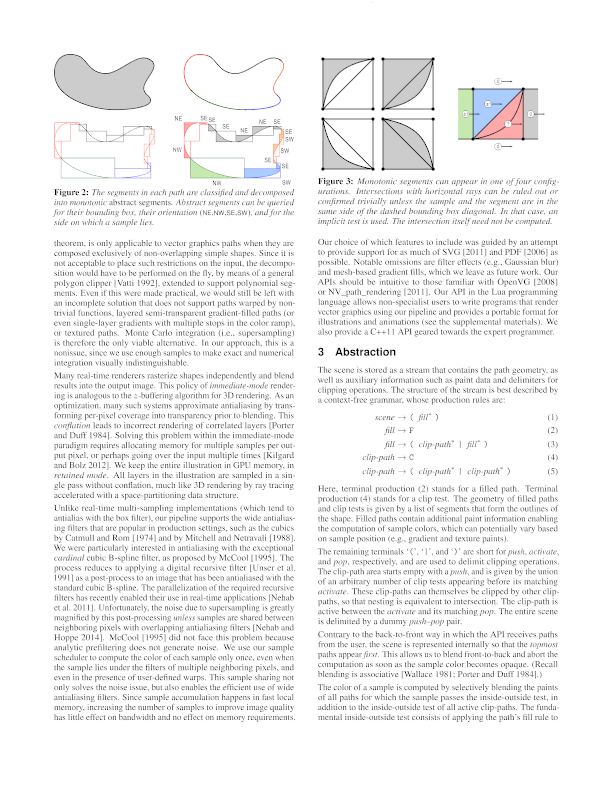 NE
SE
SE
SE
NE
NE
SE
SE
SW
NW
SE
SW
SE
SE
NW
SW
Figure 2: The segments in each path are classified and decomposed
into monotonic abstract segments. Abstract segments can be queried
for their bounding box, their orientation (NE,NW,SE,SW), and for the
side on which a sample lies.
theorem, is only applicable to vector graphics paths when they are
composed exclusively of non-overlapping simple shapes. Since it is
not acceptable to place such restrictions on the input, the decompo-
sition would have to be performed on the fly, by means of a general
polygon clipper [Vatti 1992], extended to support polynomial seg-
ments. Even if this were made practical, we would still be left with
an incomplete solution that does not support paths warped by non-
trivial functions, layered semi-transparent gradient-filled paths (or
even single-layer gradients with multiple stops in the color ramp),
or textured paths. Monte Carlo integration (i.e., supersampling)
is therefore the only viable alternative. In our approach, this is a
nonissue, since we use enough samples to make exact and numerical
integration visually indistinguishable.
Many real-time renderers rasterize shapes independently and blend
results into the output image. This policy of immediate-mode render-
ing is analogous to the z-buffering algorithm for 3D rendering. As an
optimization, many such systems approximate antialiasing by trans-
forming per-pixel coverage into transparency prior to blending. This
conflation leads to incorrect rendering of correlated layers [Porter
and Duff 1984]. Solving this problem within the immediate-mode
paradigm requires allocating memory for multiple samples per out-
put pixel, or perhaps going over the input multiple times [Kilgard
and Bolz 2012]. We keep the entire illustration in GPU memory, in
retained mode. All layers in the illustration are sampled in a sin-
gle pass without conflation, much like 3D rendering by ray tracing
accelerated with a space-partitioning data structure.
Unlike real-time multi-sampling implementations (which tend to
antialias with the box filter), our pipeline supports the wide antialias-
ing filters that are popular in production settings, such as the cubics
by Catmull and Rom [1974] and by Mitchell and Netravali [1988].
We were particularly interested in antialiasing with the exceptional
cardinal cubic B-spline filter, as proposed by McCool [1995]. The
process reduces to applying a digital recursive filter [Unser et al.
1991] as a post-process to an image that has been antialiased with the
standard cubic B-spline. The parallelization of the required recursive
filters has recently enabled their use in real-time applications [Nehab
et al. 2011]. Unfortunately, the noise due to supersampling is greatly
magnified by this post-processing unless samples are shared between
neighboring pixels with overlapping antialiasing filters [Nehab and
Hoppe 2014]. McCool [1995] did not face this problem because
analytic prefiltering does not generate noise. We use our sample
scheduler to compute the color of each sample only once, even when
the sample lies under the filters of multiple neighboring pixels, and
even in the presence of user-defined warps. This sample sharing not
only solves the noise issue, but also enables the efficient use of wide
antialiasing filters. Since sample accumulation happens in fast local
memory, increasing the number of samples to improve image quality
has little effect on bandwidth and no effect on memory requirements.
Figure 3: Monotonic segments can appear in one of four config-
urations. Intersections with horizontal rays can be ruled out or
confirmed trivially unless the sample and the segment are in the
same side of the dashed bounding box diagonal. In that case, an
implicit test is used. The intersection itself need not be computed.
Our choice of which features to include was guided by an attempt
to provide support for as much of SVG [2011] and PDF [2006] as
possible. Notable omissions are filter effects (e.g., Gaussian blur)
and mesh-based gradient fills, which we leave as future work. Our
APIs should be intuitive to those familiar with OpenVG [2008]
or NV_path_rendering [2011]. Our API in the Lua programming
language allows non-specialist users to write programs that render
vector graphics using our pipeline and provides a portable format for
illustrations and animations (see the supplemental materials). We
also provide a C++11 API geared towards the expert programmer.
3 Abstraction
The scene is stored as a stream that contains the path geometry, as
well as auxiliary information such as paint data and delimiters for
clipping operations. The structure of the stream is best described by
a context-free grammar, whose production rules are:
scene → ( fill* ) (1)
fill → F (2)
fill → ( clip-path* | fill* ) (3)
clip-path → C (4)
clip-path → ( clip-path* | clip-path* ) (5)
Here, terminal production (2) stands for a filled path. Terminal
production (4) stands for a clip test. The geometry of filled paths
and clip tests is given by a list of segments that form the outlines of
the shape. Filled paths contain additional paint information enabling
the computation of sample colors, which can potentially vary based
on sample position (e.g., gradient and texture paints).
The remaining terminals ‘(’, ‘|’, and ‘)’ are short for push, activate,
and pop, respectively, and are used to delimit clipping operations.
The clip-path area starts empty with a push, and is given by the union
of an arbitrary number of clip tests appearing before its matching
activate. These clip-paths can themselves be clipped by other clip-
paths, so that nesting is equivalent to intersection. The clip-path is
active between the activate and its matching pop. The entire scene
is delimited by a dummy push–pop pair.
Contrary to the back-to-front way in which the API receives paths
from the user, the scene is represented internally so that the topmost
paths appear first. This allows us to blend front-to-back and abort the
computation as soon as the sample color becomes opaque. (Recall
blending is associative [Wallace 1981; Porter and Duff 1984].)
The color of a sample is computed by selectively blending the paints
of all paths for which the sample passes the inside-outside test, in
addition to the inside-outside test of all active clip-paths. The funda-
mental inside-outside test consists of applying the path's fill rule to